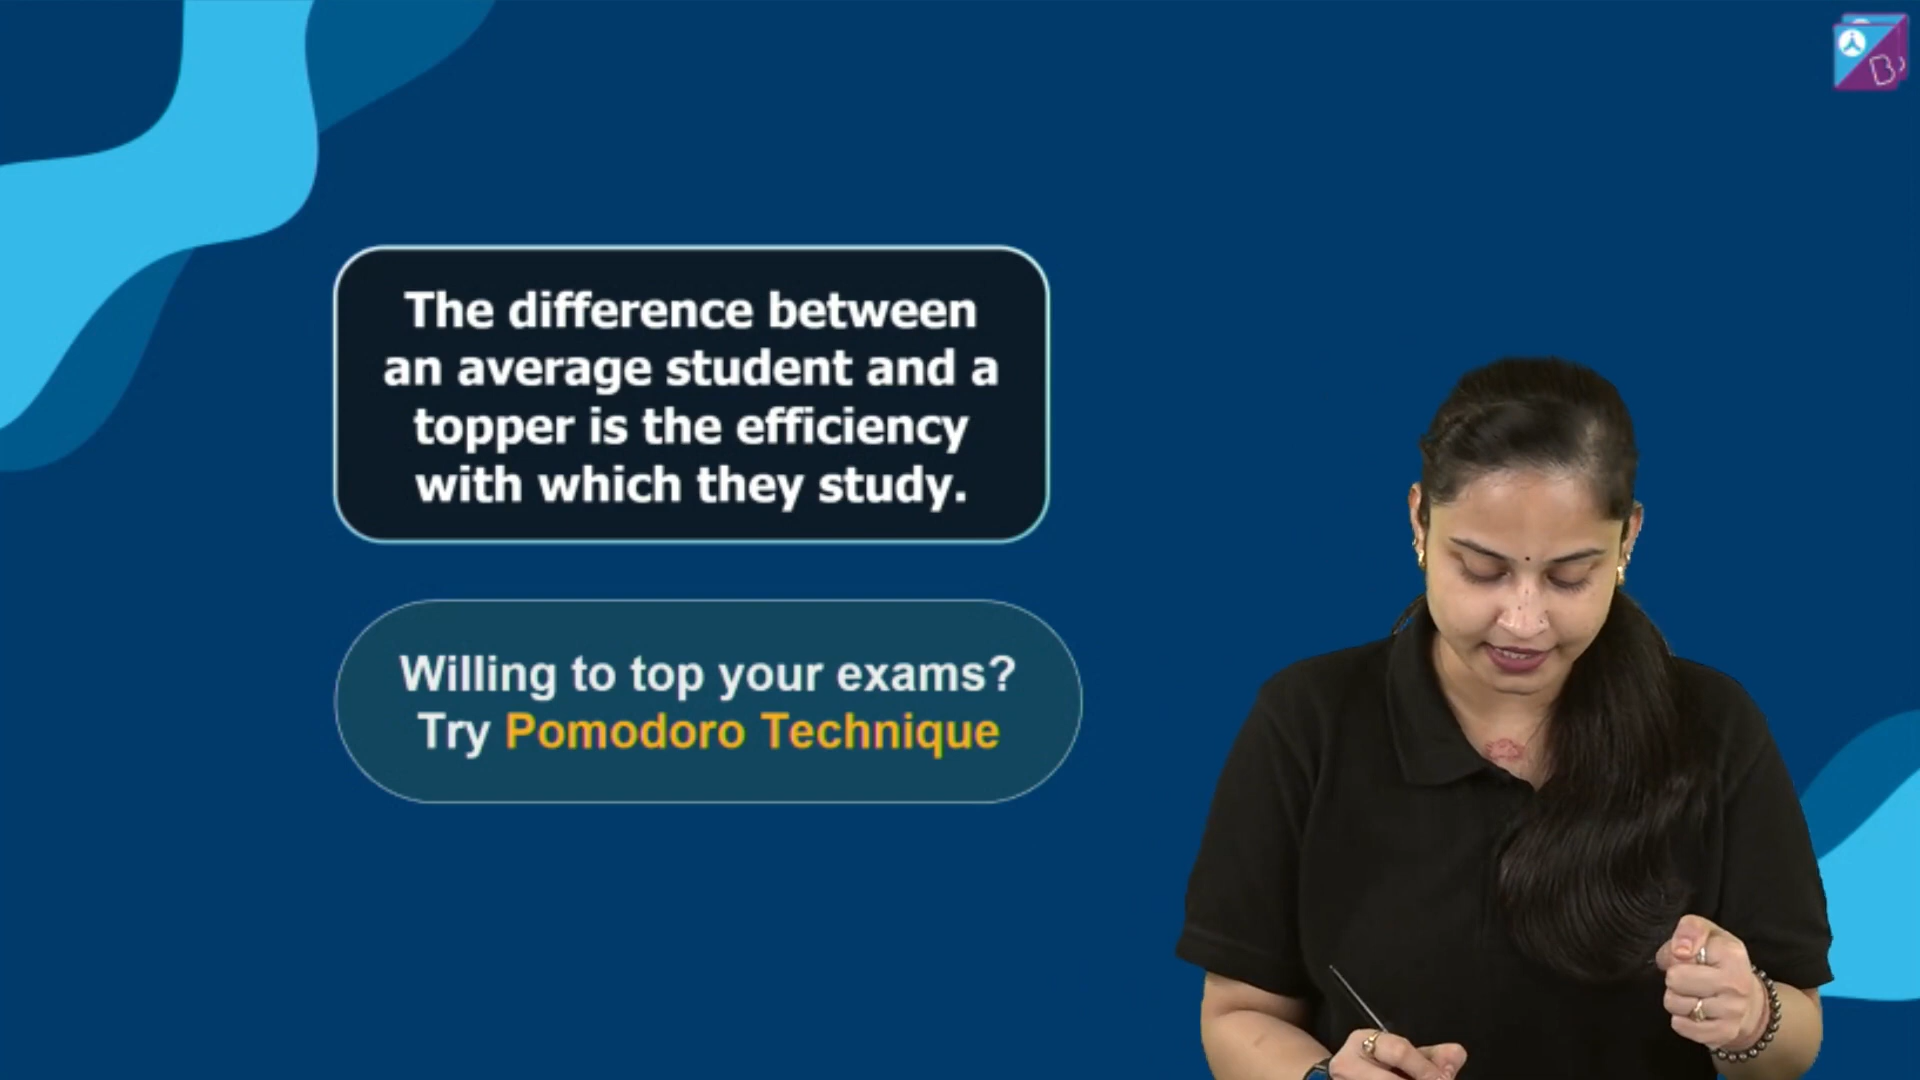 The difference between
an average student and a
topper is the efficiency
with which they study.
Willing to top your exams?
Try Pomodoro Technique